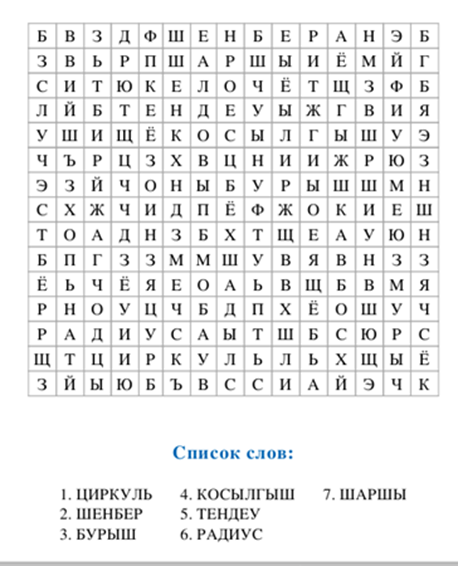 Б В З Д Ф Ш Е Н Б Е Р А Н Э Б
З В Ь Р П Ш А Р Ш Ы И Ё М Й Г
С И Т Ю К Е Л О Ч Ё Т Щ З Ф Б
Л Й Б Т Е Н Д Е У Ы Ж Г В И Я
У Ш И Щ Ё К О С Ы Л Г Ы Ш У Э
Ч Ъ Р Ц З Х В Ц Н И И Ж Р Ю З
Э З Й Ч О Н Ы Б У Р Ы Ш Ш М Н
С Х Ж Ч И Д П Ё Ф Ж О К И Е Ш
Т О А Д Н З Б Х Т Щ Е А У Ю Н
Б П Г З З М М Ш У В Я В Н З З
Ё Ь Ч Ё Я Е О А Ь В Щ Б В М Я
Р Н О У Ц Ч Б Д П Х Ё О Ш У Ч
Р А Д И У С А Ы Т Ш Б С Ю Р С
Щ Т Ц И Р К У Л Ь Л Ь Х Щ Ы Ё
З Й Ы Ю Б Ъ В С С И А Й Э Ч К
Список слов:
1. ЦИРКУЛЬ 4. КОСЫЛГЫШ 7. ШАРШЫ
2. ШЕНБЕР 5. ТЕНДЕУ
3. БУРЫШ 6. РАДИУС